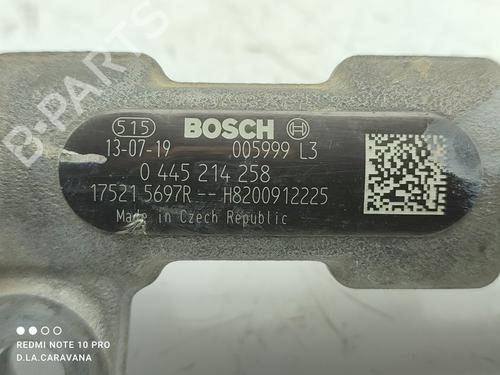 B-PARTS
515 BOSCH
13-07-19 005999 L3
0 445 214 258
17521 5697R-- H8200912225
Made in Czech Republic
REDMI NOTE 10 PRO
D.LA.CARAVANA